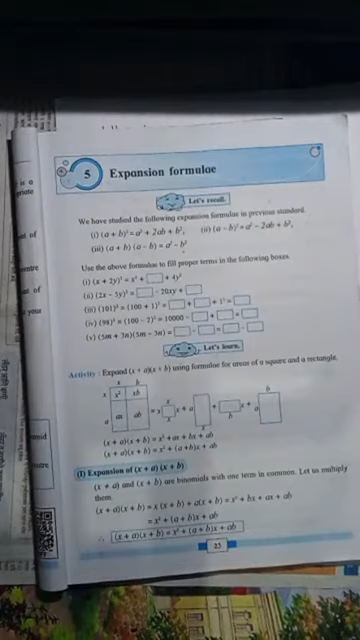 5 Expansion formulae
Let's recall.
We have studied the following expansion formulae in previous standard.
(i) (a + b)² = a² + 2ab + b², (ii) (a - b)² = a² - 2ab + b²,
(iii) (a + b) (a - b) = a² - b²
Use the above formulae to fill proper terms in the following boxes.
(i) (x + 2y)² = x² + □ + 4y²
(ii) (2x - 5y)² = □ - 20xy + □
(iii) (101)² = (100 + 1)² = □ + □ + 1² = □
(iv) (98)² = (100 - 2)² = 10000 - □ + □ = □
(v) (5m + 3n)(5m - 3n) = □ - □ = □ - □
Let's learn.
Activity : Expand (x + a)(x + b) using formulae for areas of a square and a rectangle.
x b
x x² xb
a ax ab
(x + a)(x + b) = x² + ax + bx + ab
(x + a)(x + b) = x² + (a + b)x + ab
(I) Expansion of (x + a) (x + b)
(x + a) and (x + b) are binomials with one term in common. Let us multiply
them.
(x + a)(x + b) = x (x + b) + a(x + b) = x² + bx + ax + ab
= x² + (a + b)x + ab
∴ (x + a)(x + b) = x² + (a + b)x + ab
23